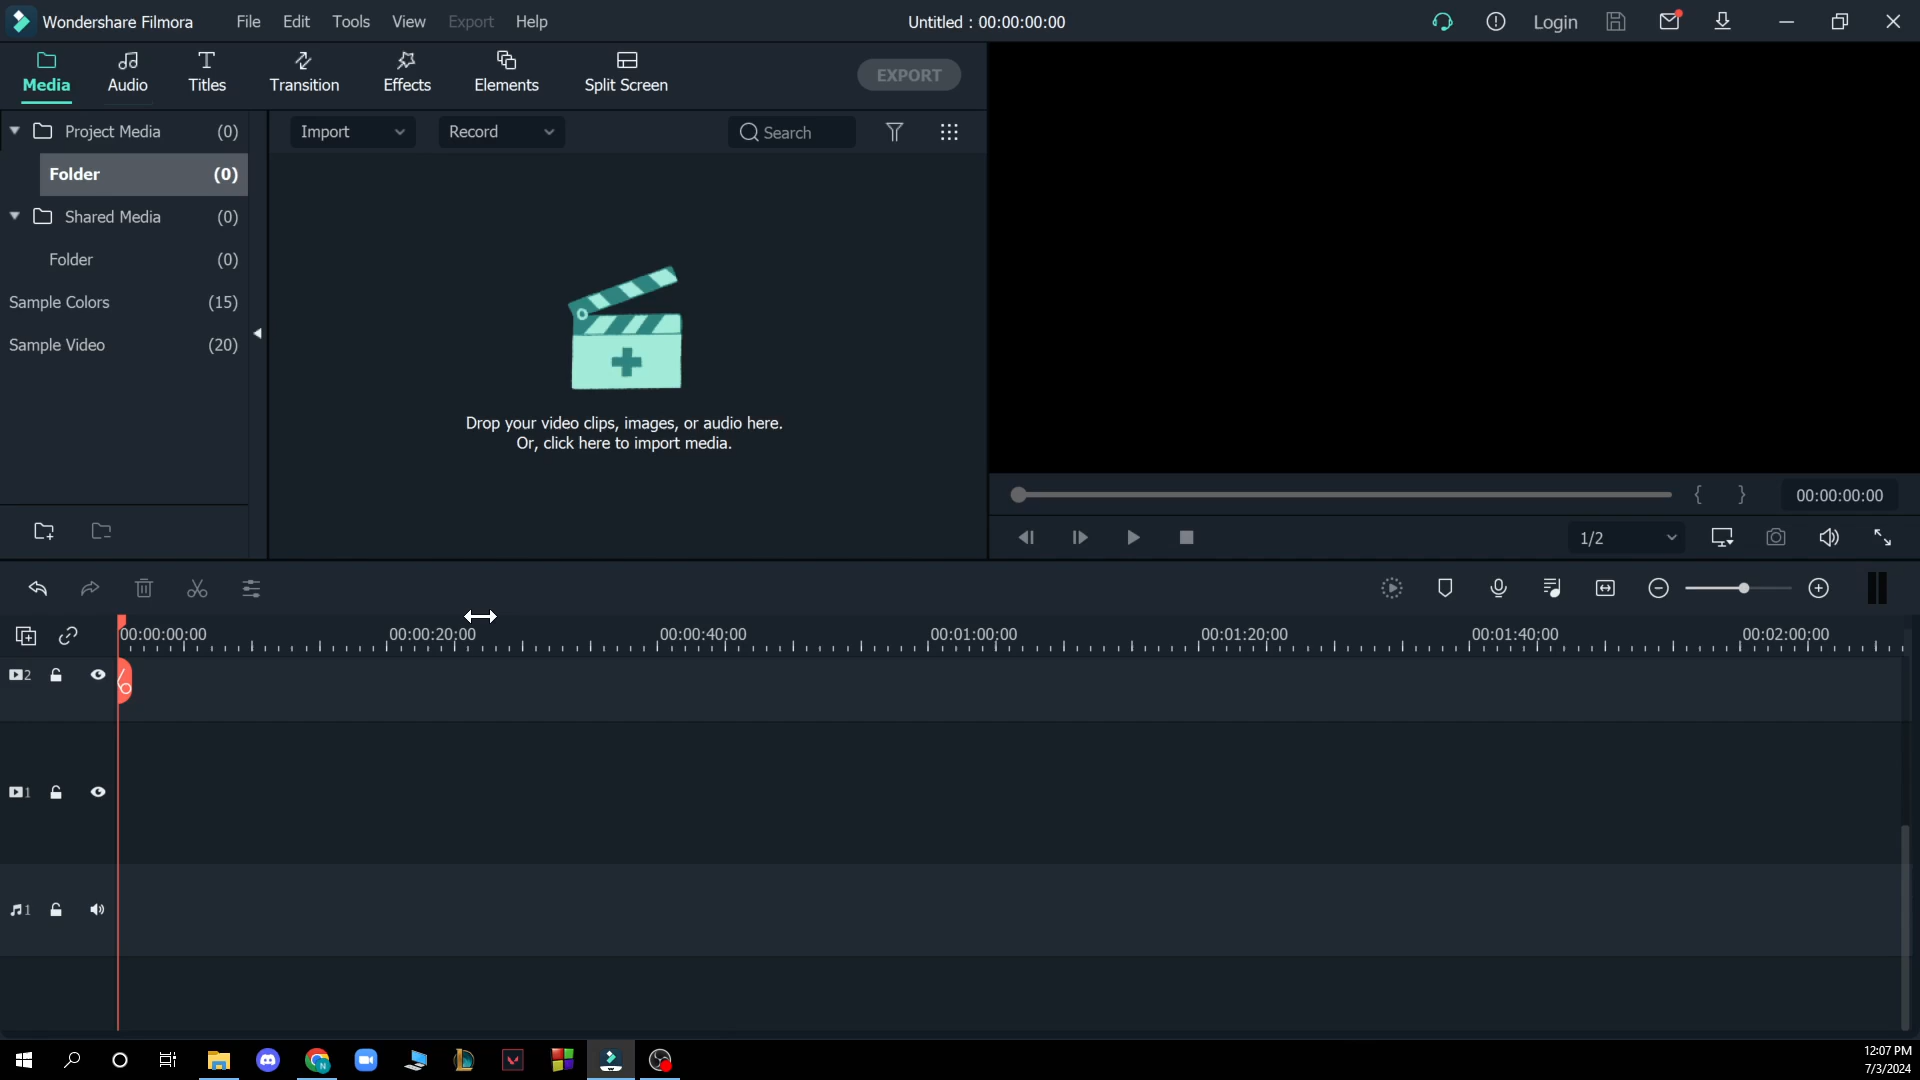 Wondershare Filmora File Edit Tools View Export Help Untitled : 00:00:00:00 Login
Media Audio Titles Transition Effects Elements Split Screen EXPORT
Project Media (0)
Folder (0)
Shared Media (0)
Folder (0)
Sample Colors (15)
Sample Video (20)
Import Record Search
Drop your video clips, images, or audio here.
Or, click here to import media.
{ } 00:00:00:00
1/2
00:00:00:00 00:00:20:00 00:00:40:00 00:01:00:00 00:01:20:00 00:01:40:00 00:02:00:00
2
1
1
12:07 PM
7/3/2024